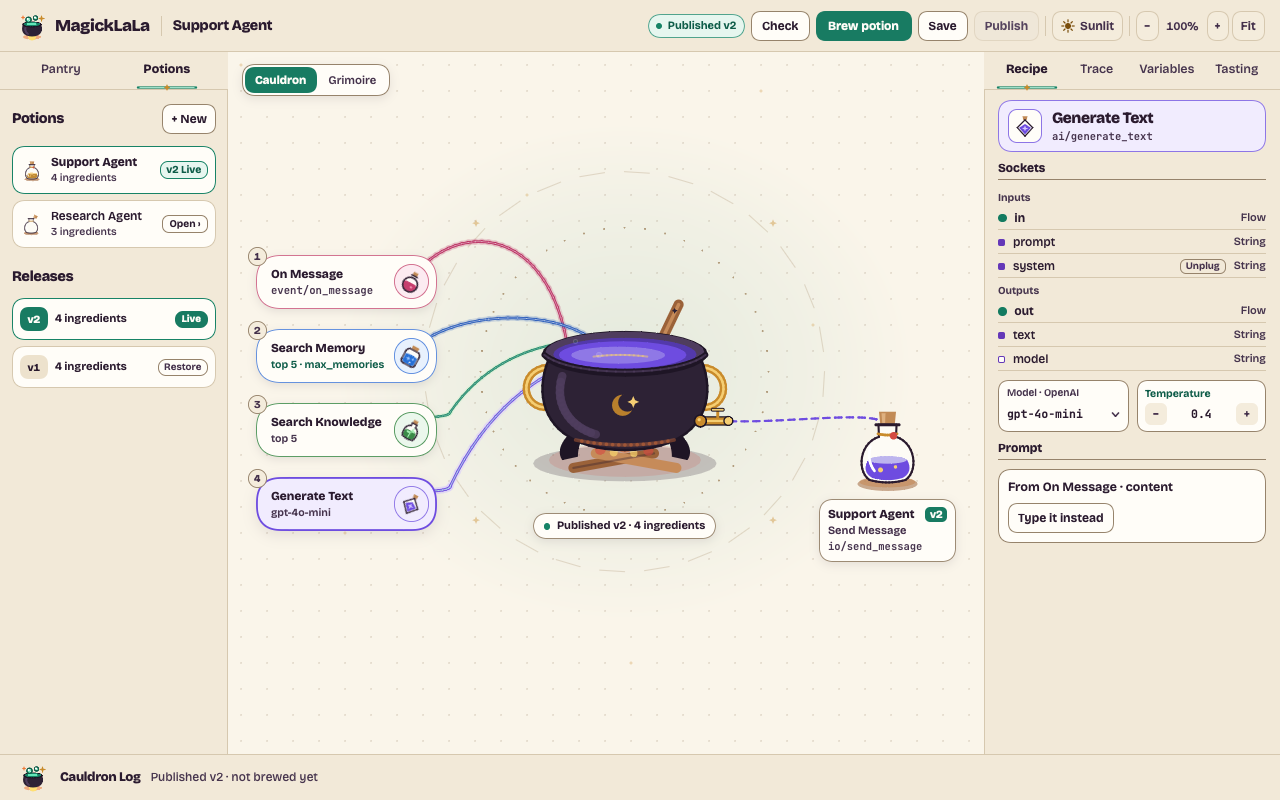 MagickLaLa
Support Agent
Published v2
Check
Brew potion
Save
Publish
Sunlit
−
100%
+
Fit
Pantry
Potions
Potions
+ New
Support Agent
4 ingredients
v2 Live
Research Agent
3 ingredients
Open ›
Releases
v2
4 ingredients
Live
v1
4 ingredients
Restore
Cauldron
Grimoire
1
On Message
event/on_message
2
Search Memory
top 5 · max_memories
3
Search Knowledge
top 5
4
Generate Text
gpt-4o-mini
Published v2 · 4 ingredients
Support Agent
v2
Send Message
io/send_message
Recipe
Trace
Variables
Tasting
Generate Text
ai/generate_text
Sockets
Inputs
in
Flow
prompt
String
system
Unplug
String
Outputs
out
Flow
text
String
model
String
Model · OpenAI
gpt-4o-mini
Temperature
−
0.4
+
Prompt
From On Message · content
Type it instead
Cauldron Log
Published v2 · not brewed yet